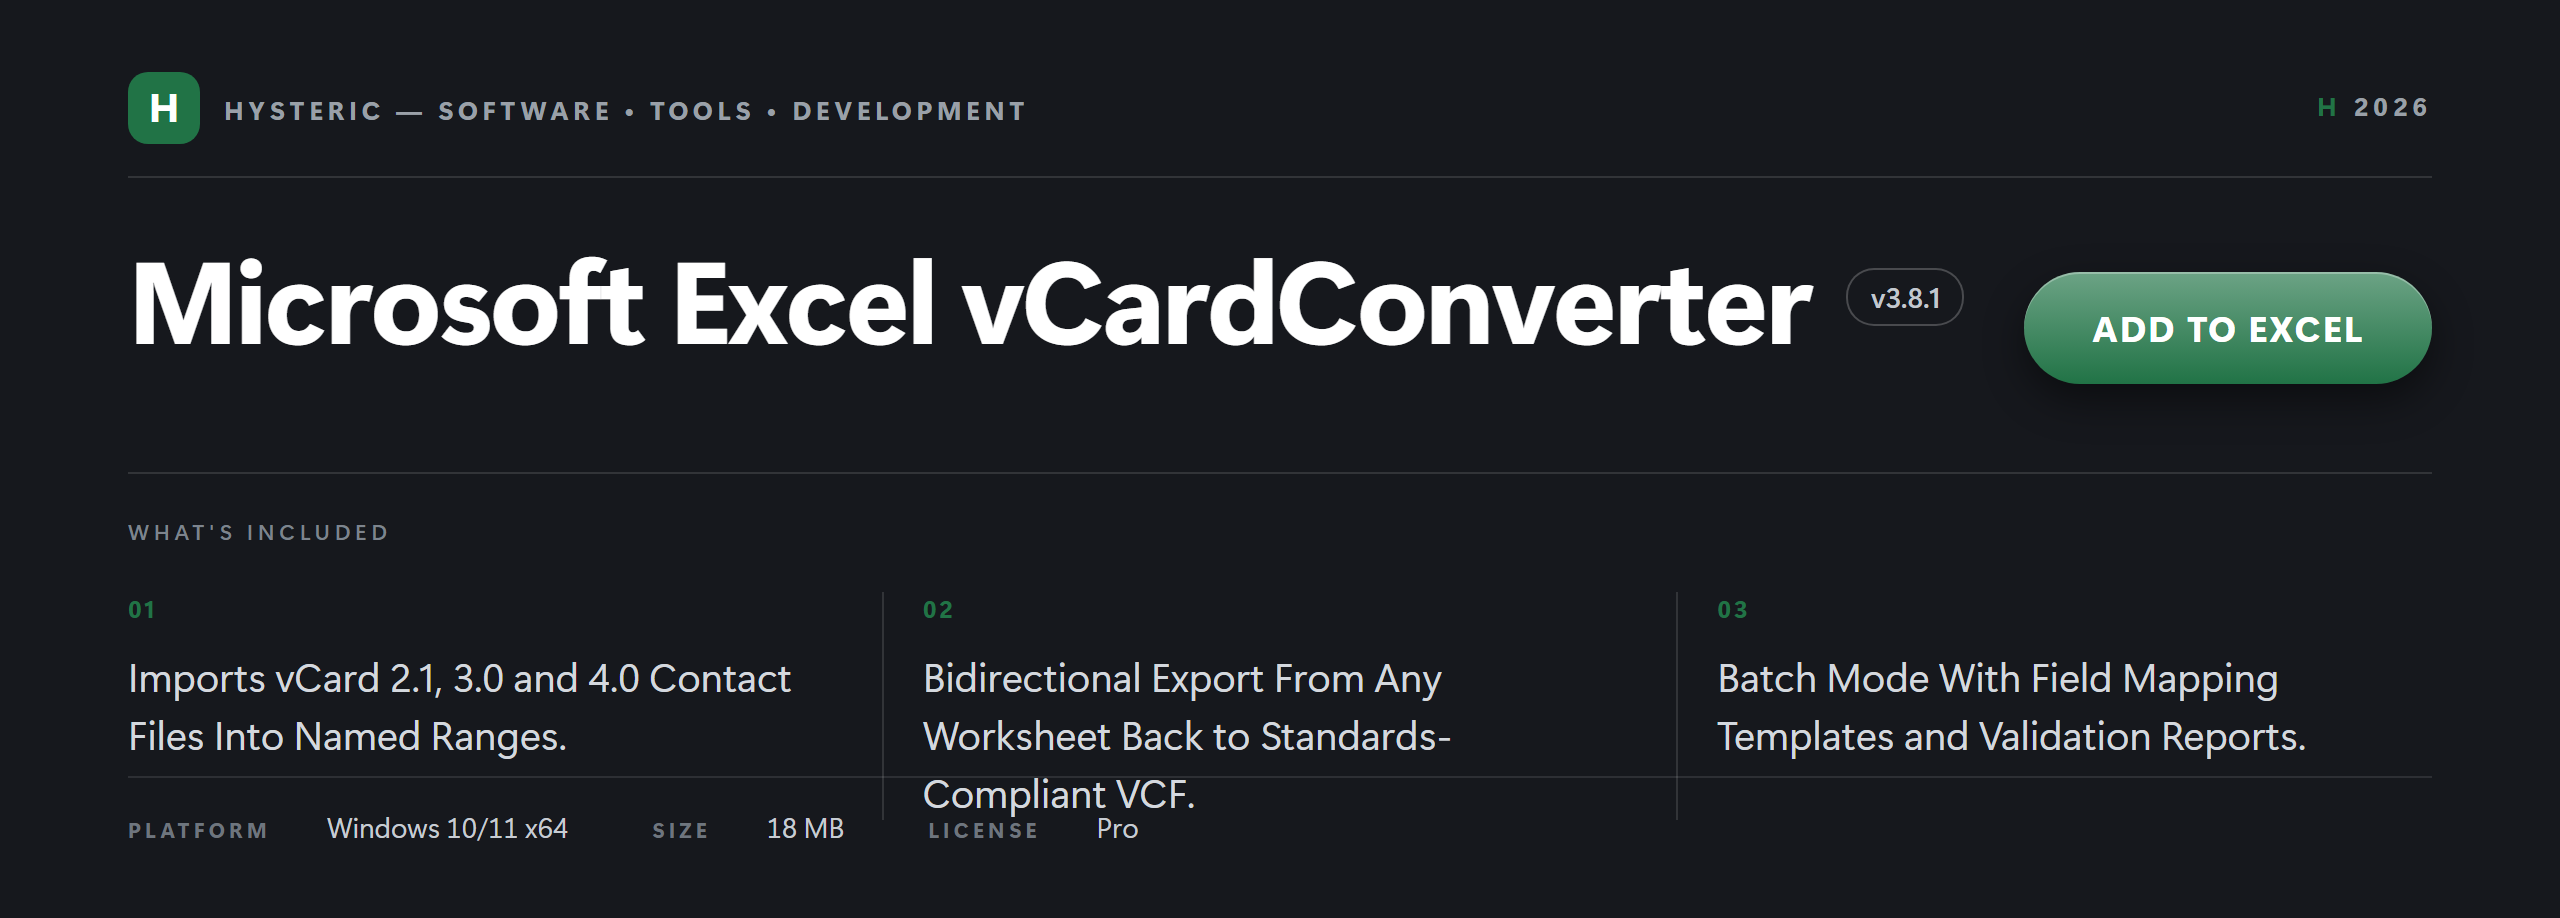 H HYSTERIC — SOFTWARE • TOOLS • DEVELOPMENT
H 2026
Microsoft Excel vCardConverter
v3.8.1
ADD TO EXCEL
WHAT'S INCLUDED
01
Imports vCard 2.1, 3.0 and 4.0 Contact
Files Into Named Ranges.
02
Bidirectional Export From Any
Worksheet Back to Standards-
Compliant VCF.
03
Batch Mode With Field Mapping
Templates and Validation Reports.
PLATFORM Windows 10/11 x64 SIZE 18 MB LICENSE Pro